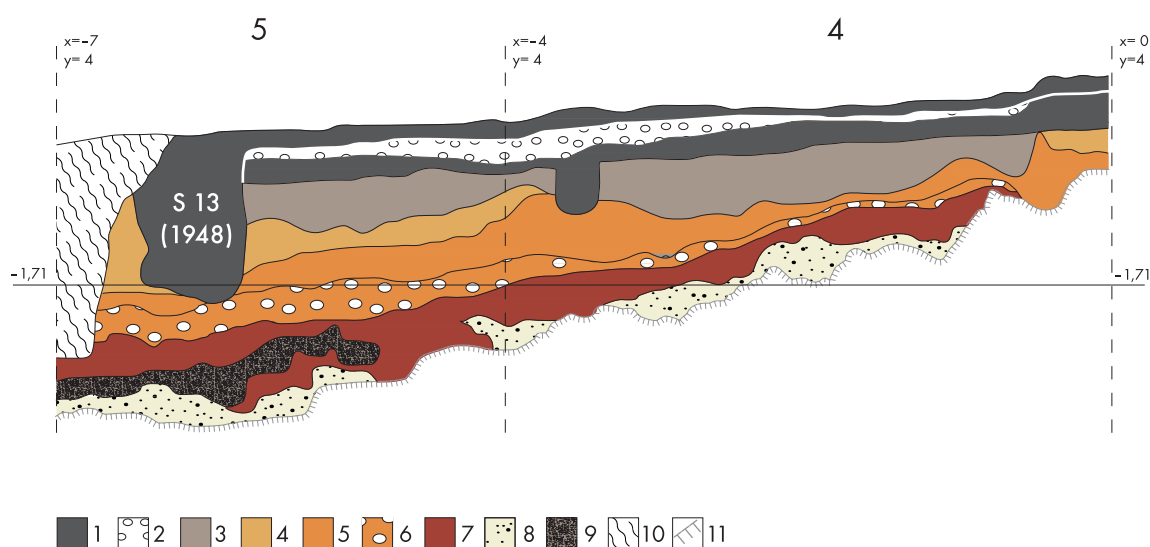 5
4
x=-7
y= 4
x=-4
y= 4
x= 0
y=4
S 13
(1948)
-1,71
-1,71
1 2 3 4 5 6 7 8 9 10 11